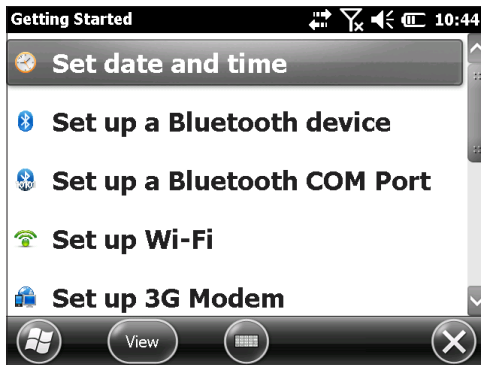 Getting Started 10:44
Set date and time
Set up a Bluetooth device
Set up a Bluetooth COM Port
Set up Wi-Fi
Set up 3G Modem
View